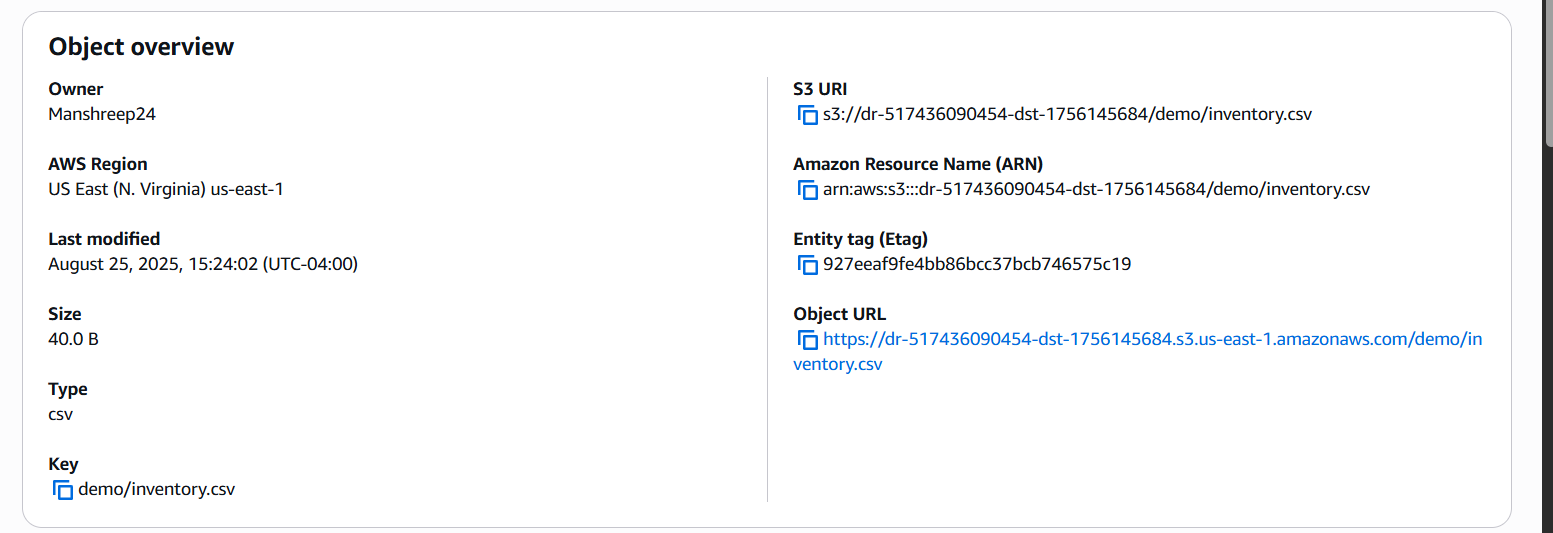 Object overview
Owner
Manshreep24
AWS Region
US East (N. Virginia) us-east-1
Last modified
August 25, 2025, 15:24:02 (UTC-04:00)
Size
40.0 B
Type
csv
Key
demo/inventory.csv
S3 URI
s3://dr-517436090454-dst-1756145684/demo/inventory.csv
Amazon Resource Name (ARN)
arn:aws:s3:::dr-517436090454-dst-1756145684/demo/inventory.csv
Entity tag (Etag)
927eeaf9fe4bb86bcc37bcb746575c19
Object URL
https://dr-517436090454-dst-1756145684.s3.us-east-1.amazonaws.com/demo/in
ventory.csv